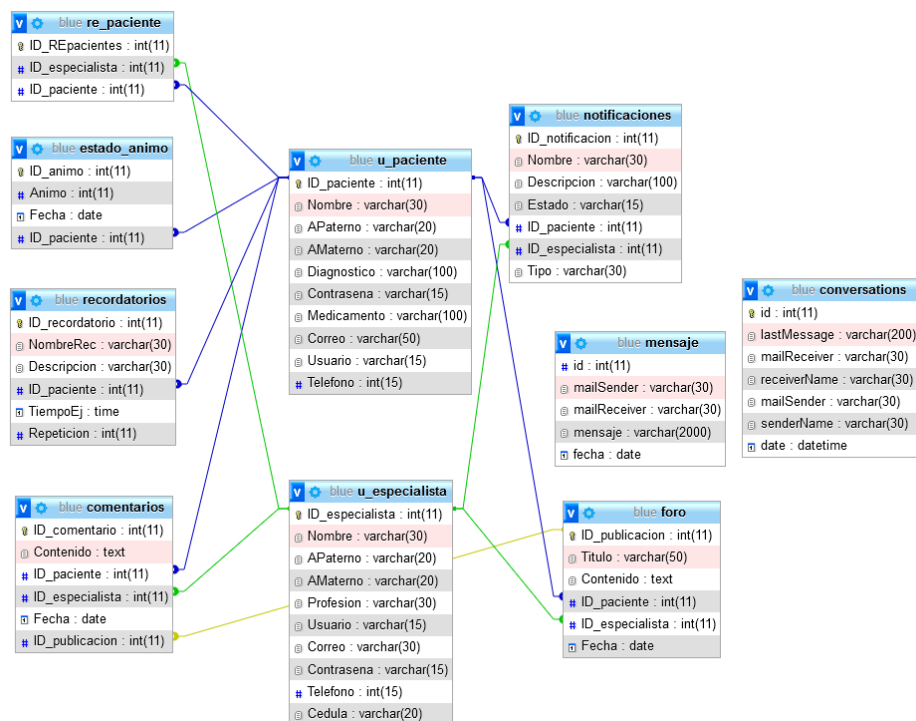 blue re_paciente
ID_REpacientes : int(11)
# ID_especialista : int(11)
# ID_paciente : int(11)
blue estado_animo
ID_animo : int(11)
# Animo : int(11)
Fecha : date
# ID_paciente : int(11)
blue recordatorios
ID_recordatorio : int(11)
NombreRec : varchar(30)
Descripcion : varchar(30)
# ID_paciente : int(11)
TiempoEj : time
# Repeticion : int(11)
blue comentarios
ID_comentario : int(11)
Contenido : text
# ID_paciente : int(11)
# ID_especialista : int(11)
Fecha : date
# ID_publicacion : int(11)
blue u_paciente
ID_paciente : int(11)
Nombre : varchar(30)
APaterno : varchar(20)
AMaterno : varchar(20)
Diagnostico : varchar(100)
Contrasena : varchar(15)
Medicamento : varchar(100)
Correo : varchar(50)
Usuario : varchar(15)
# Telefono : int(15)
blue u_especialista
ID_especialista : int(11)
Nombre : varchar(30)
APaterno : varchar(20)
AMaterno : varchar(20)
Profesion : varchar(30)
Usuario : varchar(15)
Correo : varchar(30)
Contrasena : varchar(15)
# Telefono : int(15)
Cedula : varchar(20)
blue notificaciones
ID_notificacion : int(11)
Nombre : varchar(30)
Descripcion : varchar(100)
Estado : varchar(15)
# ID_paciente : int(11)
# ID_especialista : int(11)
Tipo : varchar(30)
blue mensaje
# id : int(11)
mailSender : varchar(30)
mailReceiver : varchar(30)
mensaje : varchar(2000)
fecha : date
blue foro
ID_publicacion : int(11)
Titulo : varchar(50)
Contenido : text
# ID_paciente : int(11)
# ID_especialista : int(11)
Fecha : date
blue conversations
id : int(11)
lastMessage : varchar(200)
mailReceiver : varchar(30)
receiverName : varchar(30)
mailSender : varchar(30)
senderName : varchar(30)
date : datetime